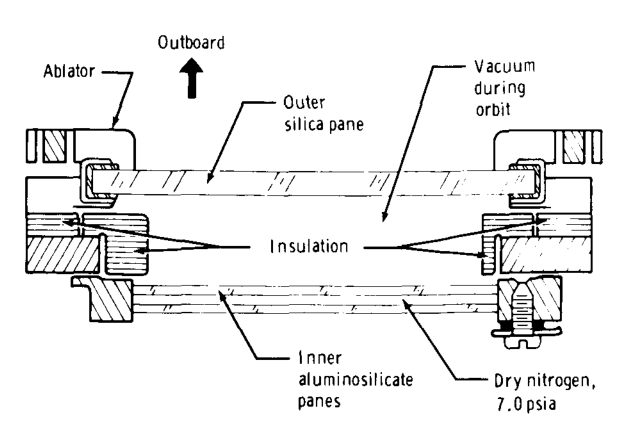 Outboard
Ablator
Outer
silica pane
Vacuum
during
orbit
Insulation
Inner
aluminosilicate
panes
Dry nitrogen,
7.0 psia